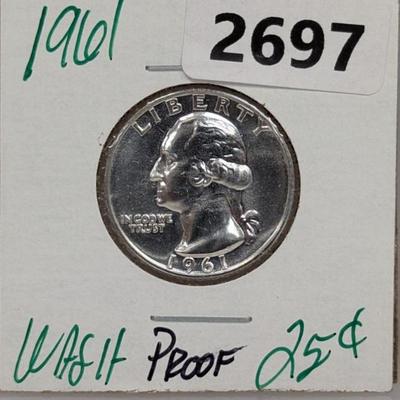 1961
2697
LIBERTY
IN GOD WE
TRUST
1961
WASH PROOF 25¢